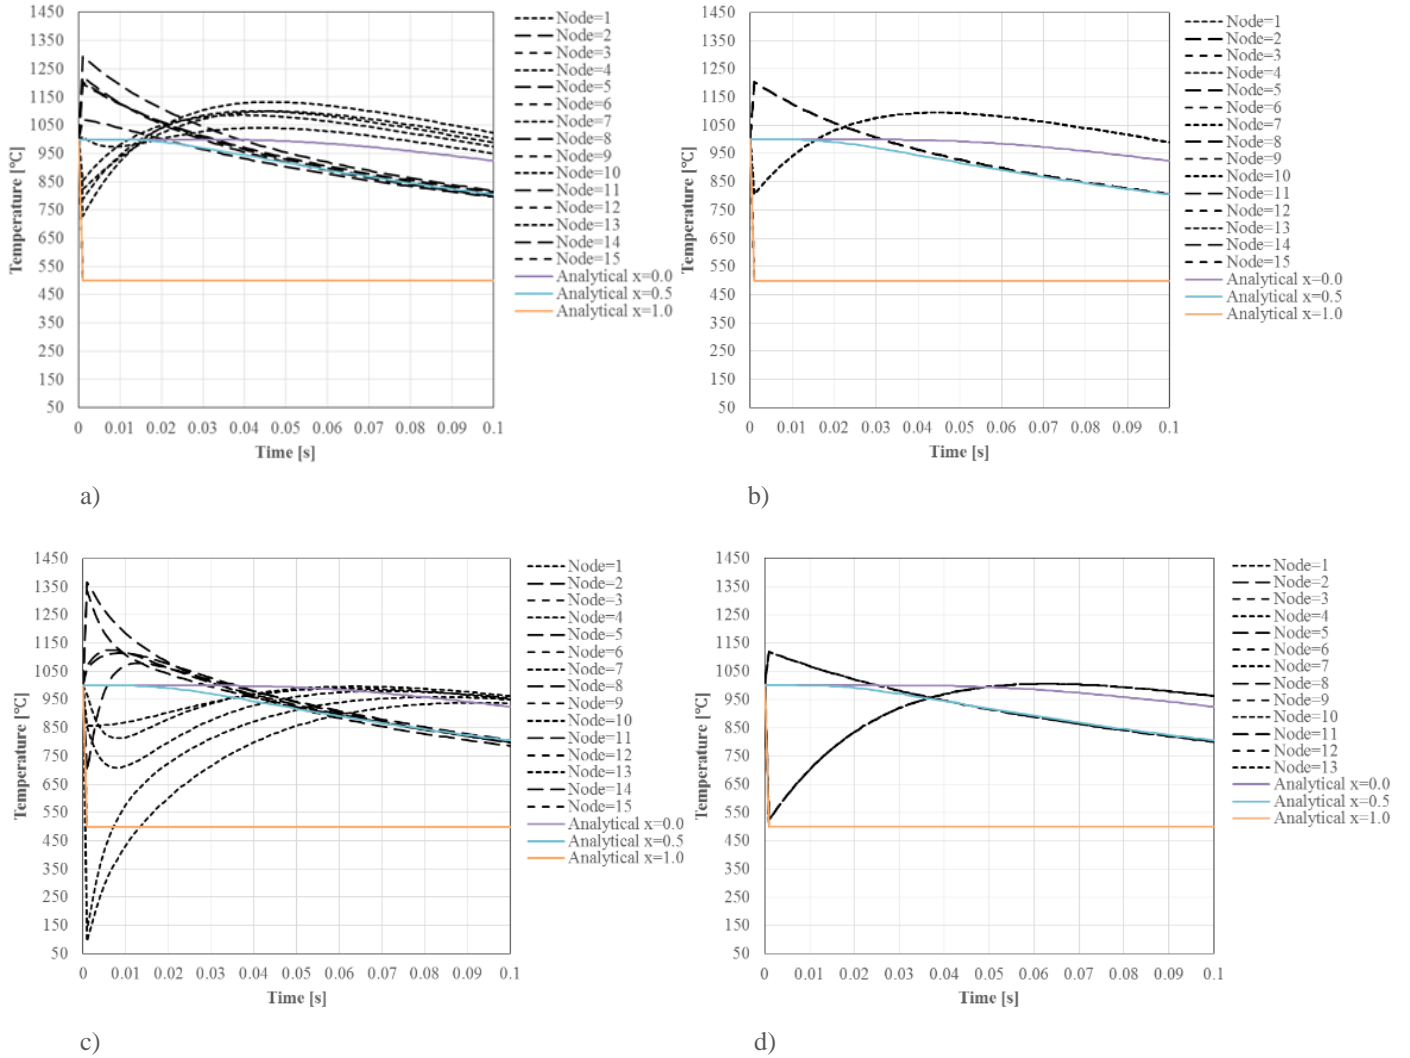 1450
1350
1250
1150
1050
950
850
750
650
550
450
350
250
150
50
Temperature [°C]
0 0.01 0.02 0.03 0.04 0.05 0.06 0.07 0.08 0.09 0.1
Time [s]
Node=1
Node=2
Node=3
Node=4
Node=5
Node=6
Node=7
Node=8
Node=9
Node=10
Node=11
Node=12
Node=13
Node=14
Node=15
Analytical x=0.0
Analytical x=0.5
Analytical x=1.0
a)
1450
1350
1250
1150
1050
950
850
750
650
550
450
350
250
150
50
Temperature [°C]
0 0.01 0.02 0.03 0.04 0.05 0.06 0.07 0.08 0.09 0.1
Time [s]
Node=1
Node=2
Node=3
Node=4
Node=5
Node=6
Node=7
Node=8
Node=9
Node=10
Node=11
Node=12
Node=13
Node=14
Node=15
Analytical x=0.0
Analytical x=0.5
Analytical x=1.0
b)
1450
1350
1250
1150
1050
950
850
750
650
550
450
350
250
150
50
Temperature [°C]
0 0.01 0.02 0.03 0.04 0.05 0.06 0.07 0.08 0.09 0.1
Time [s]
Node=1
Node=2
Node=3
Node=4
Node=5
Node=6
Node=7
Node=8
Node=9
Node=10
Node=11
Node=12
Node=13
Node=14
Node=15
Analytical x=0.0
Analytical x=0.5
Analytical x=1.0
c)
1450
1350
1250
1150
1050
950
850
750
650
550
450
350
250
150
50
Temperature [°C]
0 0.01 0.02 0.03 0.04 0.05 0.06 0.07 0.08 0.09 0.1
Time [s]
Node=1
Node=2
Node=3
Node=4
Node=5
Node=6
Node=7
Node=8
Node=9
Node=10
Node=11
Node=12
Node=13
Analytical x=0.0
Analytical x=0.5
Analytical x=1.0
d)